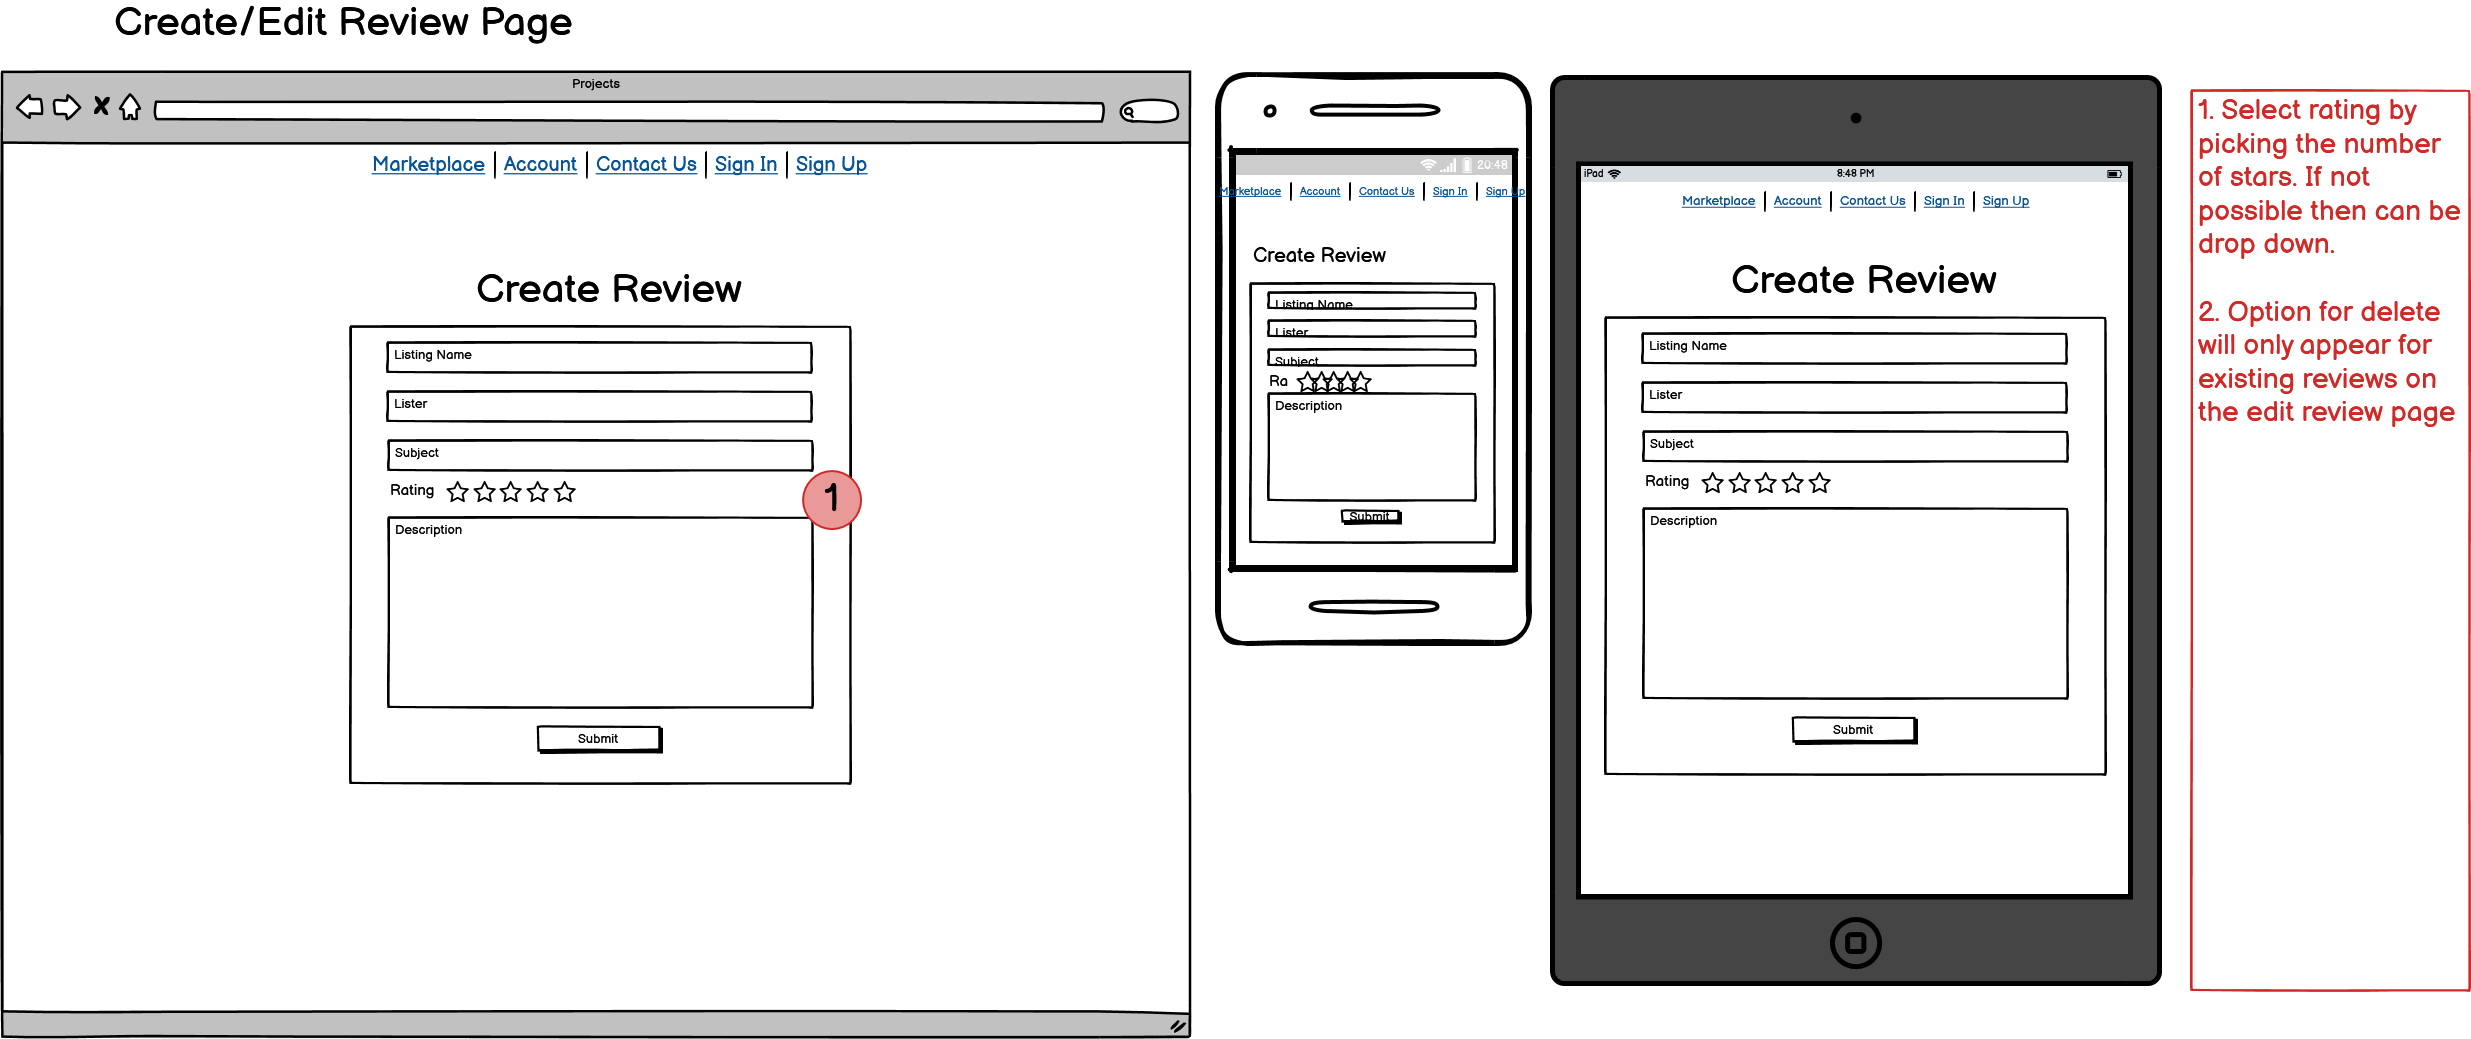 Create/Edit Review Page
Projects
Marketplace Account Contact Us Sign In Sign Up
Create Review
Listing Name
Lister
Subject
Rating
1
Description
Submit
20:48
Marketplace Account Contact Us Sign In Sign Up
Create Review
Listing Name
Lister
Subject
Ra
Description
Submit
iPad 8:48 PM
Marketplace Account Contact Us Sign In Sign Up
Create Review
Listing Name
Lister
Subject
Rating
Description
Submit
1. Select rating by
picking the number
of stars. If not
possible then can be
drop down.
2. Option for delete
will only appear for
existing reviews on
the edit review page